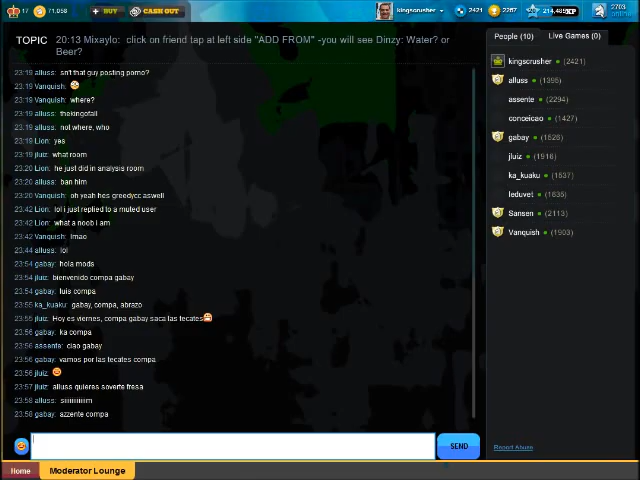 17 71,058 BUY CASH OUT kingscrusher 2421 2267 214,485XP 2703 online
TOPIC 20:13 Mixaylo: click on friend tap at left side "ADD FROM" -you will see Dinzy: Water? or
Beer?
People (10) Live Games (0)
23:19 alluss: sn't that guy posting porno?
23:19 Vanquish:
23:19 Vanquish: where?
23:19 alluss: thekingofall
23:19 alluss: not where, who
23:19 Lion: yes
23:19 jluiz: what room
23:20 Lion: he just did in analysis room
23:20 alluss: ban him
23:20 Vanquish: oh yeah hes greedycc aswell
23:42 Lion: lol i just replied to a muted user
23:42 Lion: what a noob i am
23:42 Vanquish: lmao
23:44 alluss: lol
23:54 gabay: hola mods
23:54 jluiz: bienvenido compa gabay
23:54 gabay: luis compa
23:55 ka_kuaku: gabay, compa, abrazo
23:55 jluiz: Hoy es viernes, compa gabay saca las tecates
23:56 gabay: ka compa
23:56 assente: ciao gabay
23:56 gabay: vamos por las tecates compa
23:56 jluiz:
23:57 jluiz: alluss quieres soverte fresa
23:58 alluss: siiiiiiiiiiim
23:58 gabay: azzente compa
kingscrusher (2421)
alluss (1395)
assente (2294)
conceicao (1427)
gabay (1526)
jluiz (1916)
ka_kuaku (1537)
leduvet (1635)
Sansen (2113)
Vanquish (1903)
SEND
Report Abuse
Home Moderator Lounge